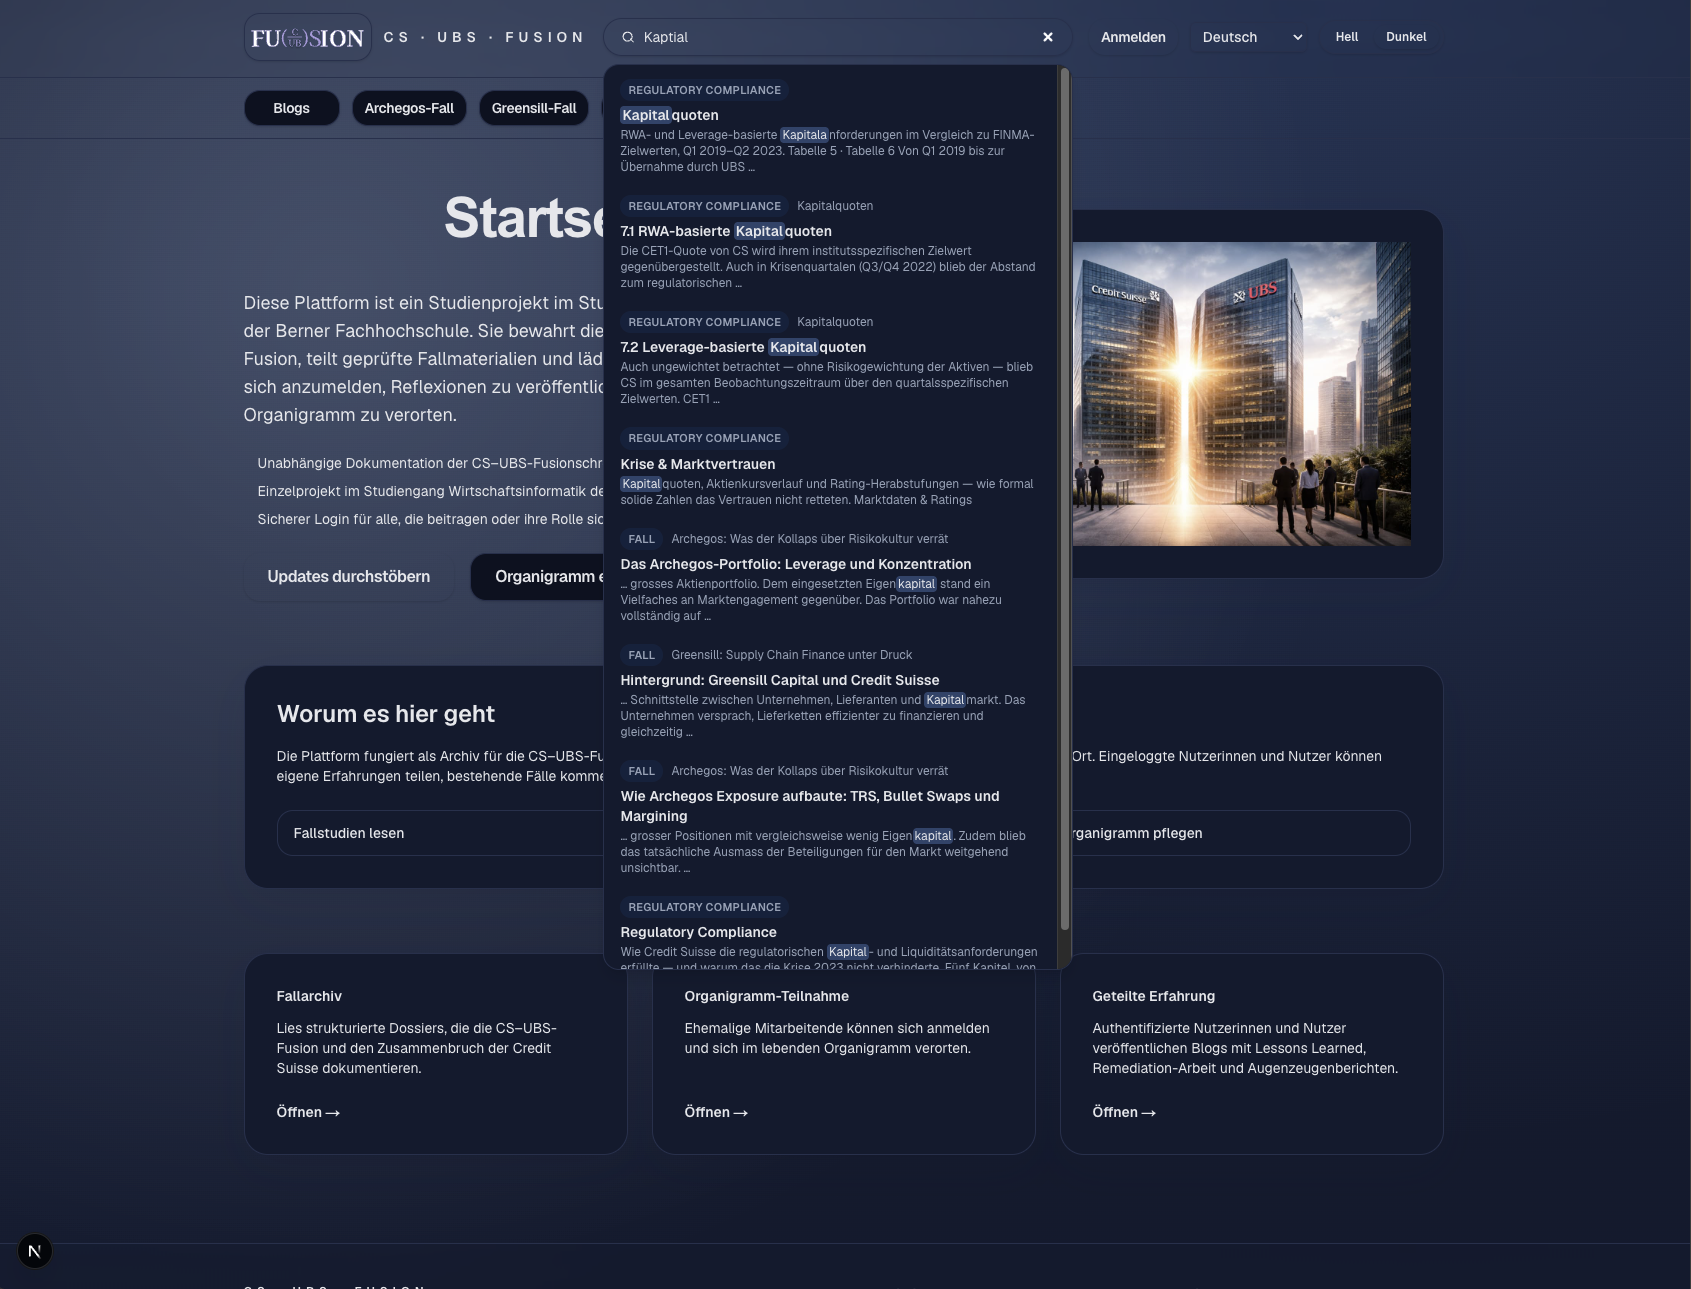 FU(CS UB)SION
CS · UBS · FUSION
Kaptial
Anmelden
Deutsch
Hell
Dunkel
Blogs
Archegos-Fall
Greensill-Fall
REGULATORY COMPLIANCE
Kapitalquoten
RWA- und Leverage-basierte Kapitalanforderungen im Vergleich zu FINMA-
Zielwerten, Q1 2019–Q2 2023. Tabelle 5 · Tabelle 6 Von Q1 2019 bis zur
Übernahme durch UBS ...
REGULATORY COMPLIANCE Kapitalquoten
7.1 RWA-basierte Kapitalquoten
Die CET1-Quote von CS wird ihrem institutsspezifischen Zielwert
gegenübergestellt. Auch in Krisenquartalen (Q3/Q4 2022) blieb der Abstand
zum regulatorischen ...
REGULATORY COMPLIANCE Kapitalquoten
7.2 Leverage-basierte Kapitalquoten
Auch ungewichtet betrachtet — ohne Risikogewichtung der Aktiven — blieb
CS im gesamten Beobachtungszeitraum über den quartalsspezifischen
Zielwerten. CET1 ...
REGULATORY COMPLIANCE
Krise & Marktvertrauen
Kapitalquoten, Aktienkursverlauf und Rating-Herabstufungen — wie formal
solide Zahlen das Vertrauen nicht retteten. Marktdaten & Ratings
FALL Archegos: Was der Kollaps über Risikokultur verrät
Das Archegos-Portfolio: Leverage und Konzentration
... grosses Aktienportfolio. Dem eingesetzten Eigenkapital stand ein
Vielfaches an Marktengagement gegenüber. Das Portfolio war nahezu
vollständig auf ...
FALL Greensill: Supply Chain Finance unter Druck
Hintergrund: Greensill Capital und Credit Suisse
... Schnittstelle zwischen Unternehmen, Lieferanten und Kapitalmarkt. Das
Unternehmen versprach, Lieferketten effizienter zu finanzieren und
gleichzeitig ...
FALL Archegos: Was der Kollaps über Risikokultur verrät
Wie Archegos Exposure aufbaute: TRS, Bullet Swaps und
Margining
... grosser Positionen mit vergleichsweise wenig Eigenkapital. Zudem blieb
das tatsächliche Ausmass der Beteiligungen für den Markt weitgehend
unsichtbar. ...
REGULATORY COMPLIANCE
Regulatory Compliance
Wie Credit Suisse die regulatorischen Kapital- und Liquiditätsanforderungen
erfüllte — und warum das die Krise 2023 nicht verhinderte. Fünf Kapitel, von
Startse
Diese Plattform ist ein Studienprojekt im Stu
der Berner Fachhochschule. Sie bewahrt die
Fusion, teilt geprüfte Fallmaterialien und läd
sich anzumelden, Reflexionen zu veröffentlic
Organigramm zu verorten.
Unabhängige Dokumentation der CS–UBS-Fusionschr
Einzelprojekt im Studiengang Wirtschaftsinformatik de
Sicherer Login für alle, die beitragen oder ihre Rolle sic
Updates durchstöbern
Organigramm e
CREDIT SUISSE
UBS
Worum es hier geht
Die Plattform fungiert als Archiv für die CS–UBS-Fu
eigene Erfahrungen teilen, bestehende Fälle komme
Fallstudien lesen
Ort. Eingeloggte Nutzerinnen und Nutzer können
rganigramm pflegen
Fallarchiv
Lies strukturierte Dossiers, die die CS–UBS-
Fusion und den Zusammenbruch der Credit
Suisse dokumentieren.
Öffnen →
Organigramm-Teilnahme
Ehemalige Mitarbeitende können sich anmelden
und sich im lebenden Organigramm verorten.
Öffnen →
Geteilte Erfahrung
Authentifizierte Nutzerinnen und Nutzer
veröffentlichen Blogs mit Lessons Learned,
Remediation-Arbeit und Augenzeugenberichten.
Öffnen →
N
CS · UBS · FUSION